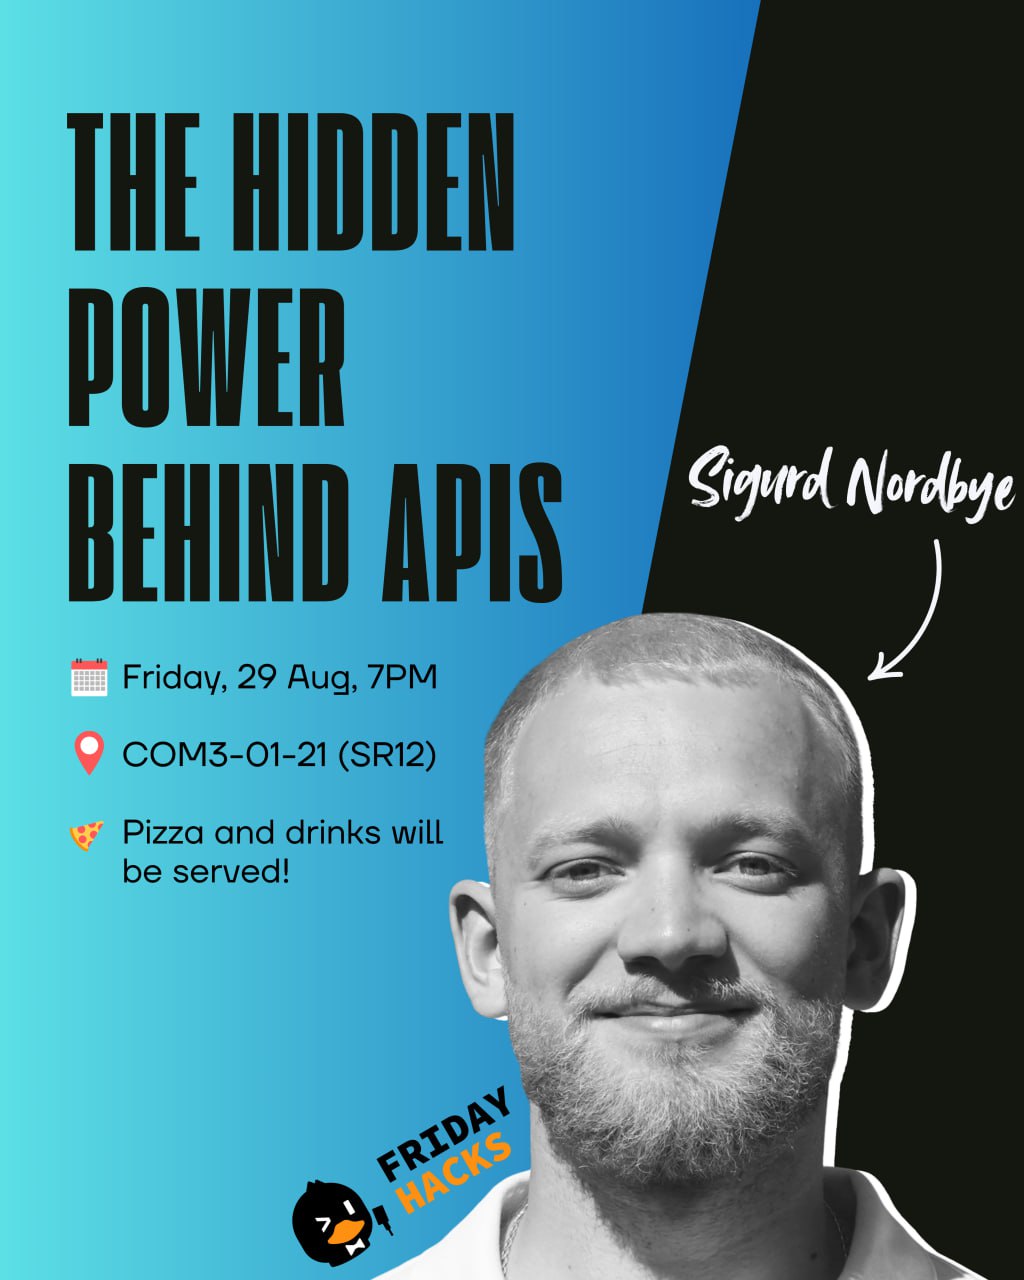 THE HIDDEN
POWER
BEHIND APIS
Sigurd Nordbye
Friday, 29 Aug, 7PM
COM3-01-21 (SR12)
Pizza and drinks will
be served!
FRIDAY
HACKS